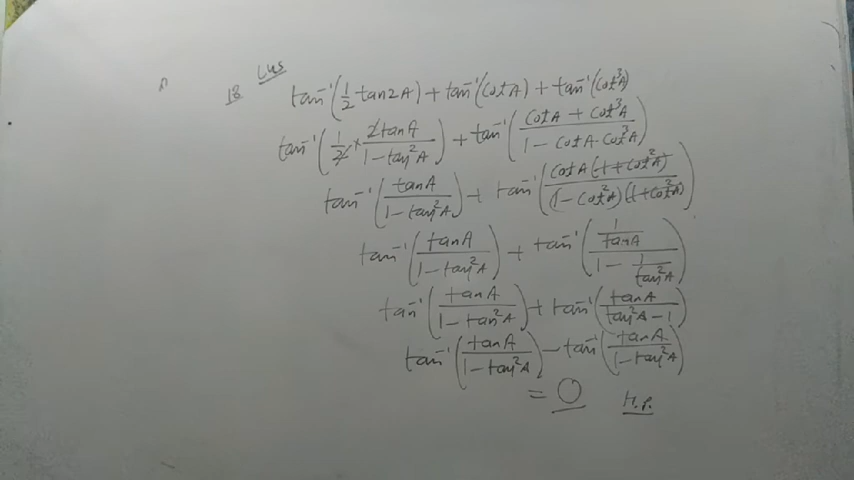 18 LHS
tan⁻¹(1/2 tan2A) + tan⁻¹(cotA) + tan⁻¹(cot³A)
tan⁻¹(1/2 × 2tanA/(1-tan²A)) + tan⁻¹((cotA + cot³A)/(1 - cotA·cot³A))
tan⁻¹(tanA/(1-tan²A)) + tan⁻¹(cotA(1+cot²A)/((1-cot²A)(1+cot²A)))
tan⁻¹(tanA/(1-tan²A)) + tan⁻¹((1/tanA)/(1 - 1/tan²A))
tan⁻¹(tanA/(1-tan²A)) + tan⁻¹(tanA/(tan²A-1))
tan⁻¹(tanA/(1-tan²A)) - tan⁻¹(tanA/(1-tan²A))
= 0 H.P.